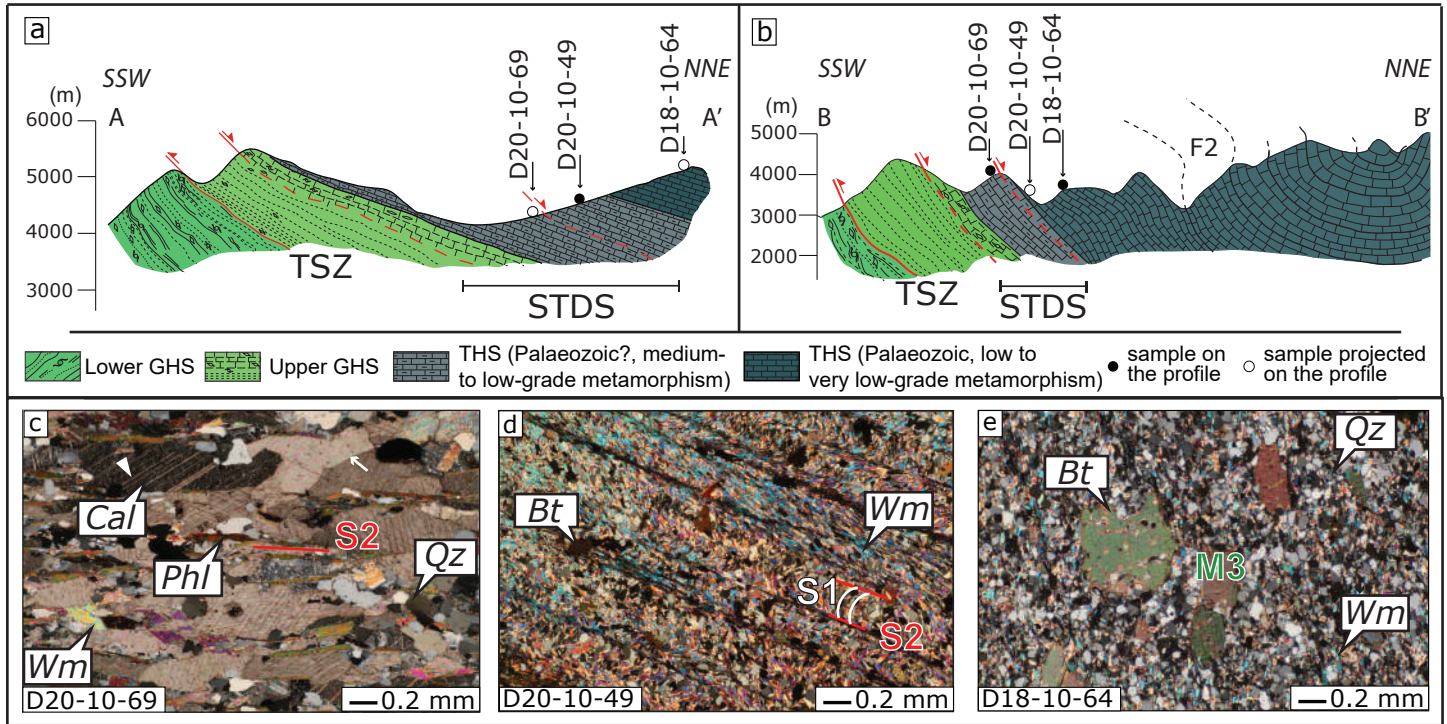 a
SSW
(m)
A
6000
5000
4000
3000
TSZ
D20-10-69
D20-10-49
D18-10-64
NNE
A'
STDS
b
SSW
(m)
B
5000
4000
3000
2000
TSZ
D20-10-69
D20-10-49
D18-10-64
STDS
F2
NNE
B'
Lower GHS
Upper GHS
THS (Palaeozoic?, medium-
to low-grade metamorphism)
THS (Palaeozoic, low to
very low-grade metamorphism)
sample on
the profile
sample projected
on the profile
c
Cal
Phl
S2
Qz
Wm
D20-10-69
0.2 mm
d
Bt
Wm
S1
S2
D20-10-49
0.2 mm
e
Qz
Bt
M3
Wm
D18-10-64
0.2 mm